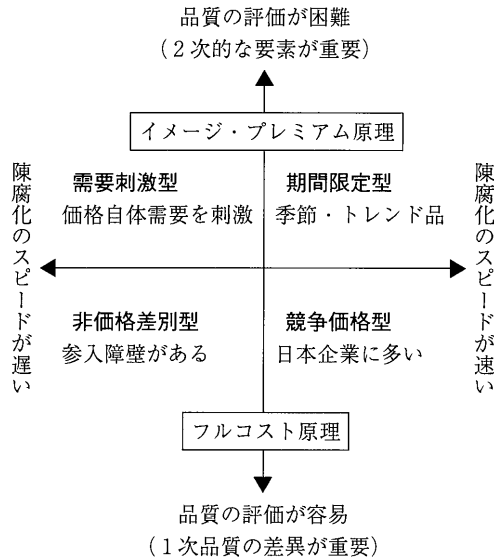 品質の評価が困難
（2次的な要素が重要）
イメージ・プレミアム原理
陳腐化のスピードが遅い
需要刺激型
価格自体需要を刺激
期間限定型
季節・トレンド品
陳腐化のスピードが速い
非価格差別型
参入障壁がある
競争価格型
日本企業に多い
フルコスト原理
品質の評価が容易
（1次品質の差異が重要）